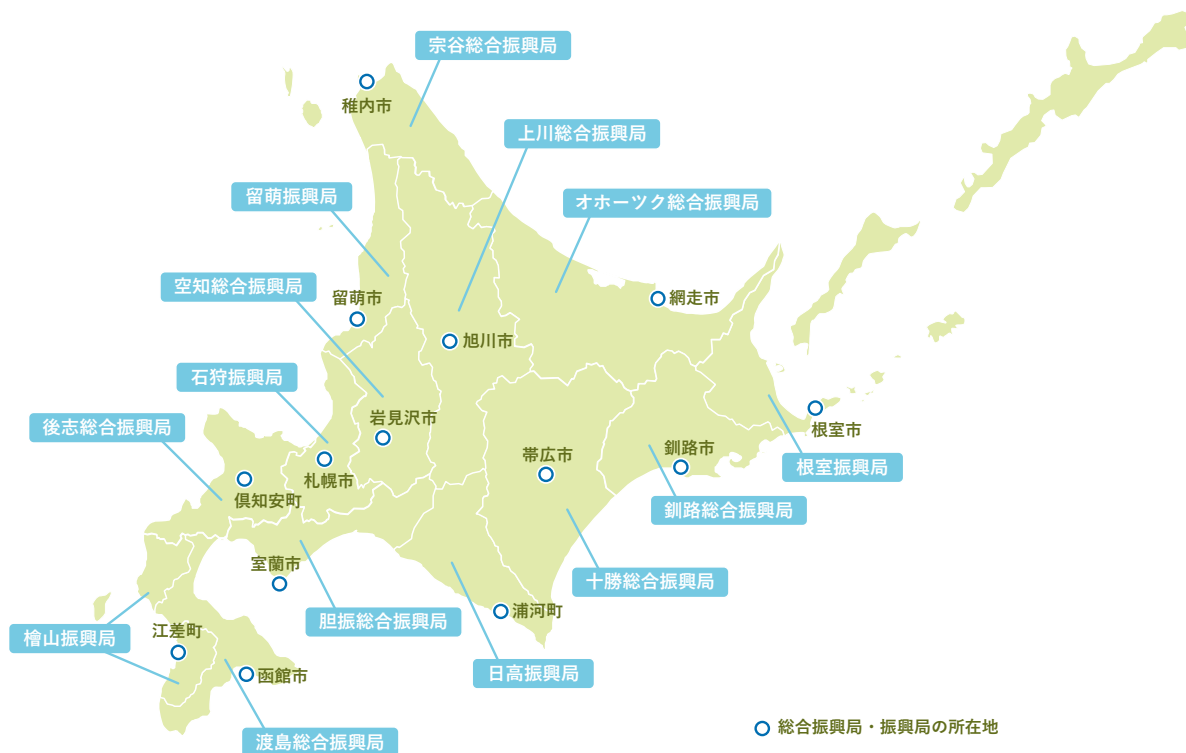 宗谷総合振興局
稚内市
上川総合振興局
留萌振興局
オホーツク総合振興局
空知総合振興局
留萌市
網走市
旭川市
石狩振興局
岩見沢市
後志総合振興局
根室市
帯広市
釧路市
根室振興局
札幌市
倶知安町
釧路総合振興局
室蘭市
十勝総合振興局
浦河町
胆振総合振興局
江差町
檜山振興局
日高振興局
函館市
渡島総合振興局
総合振興局・振興局の所在地